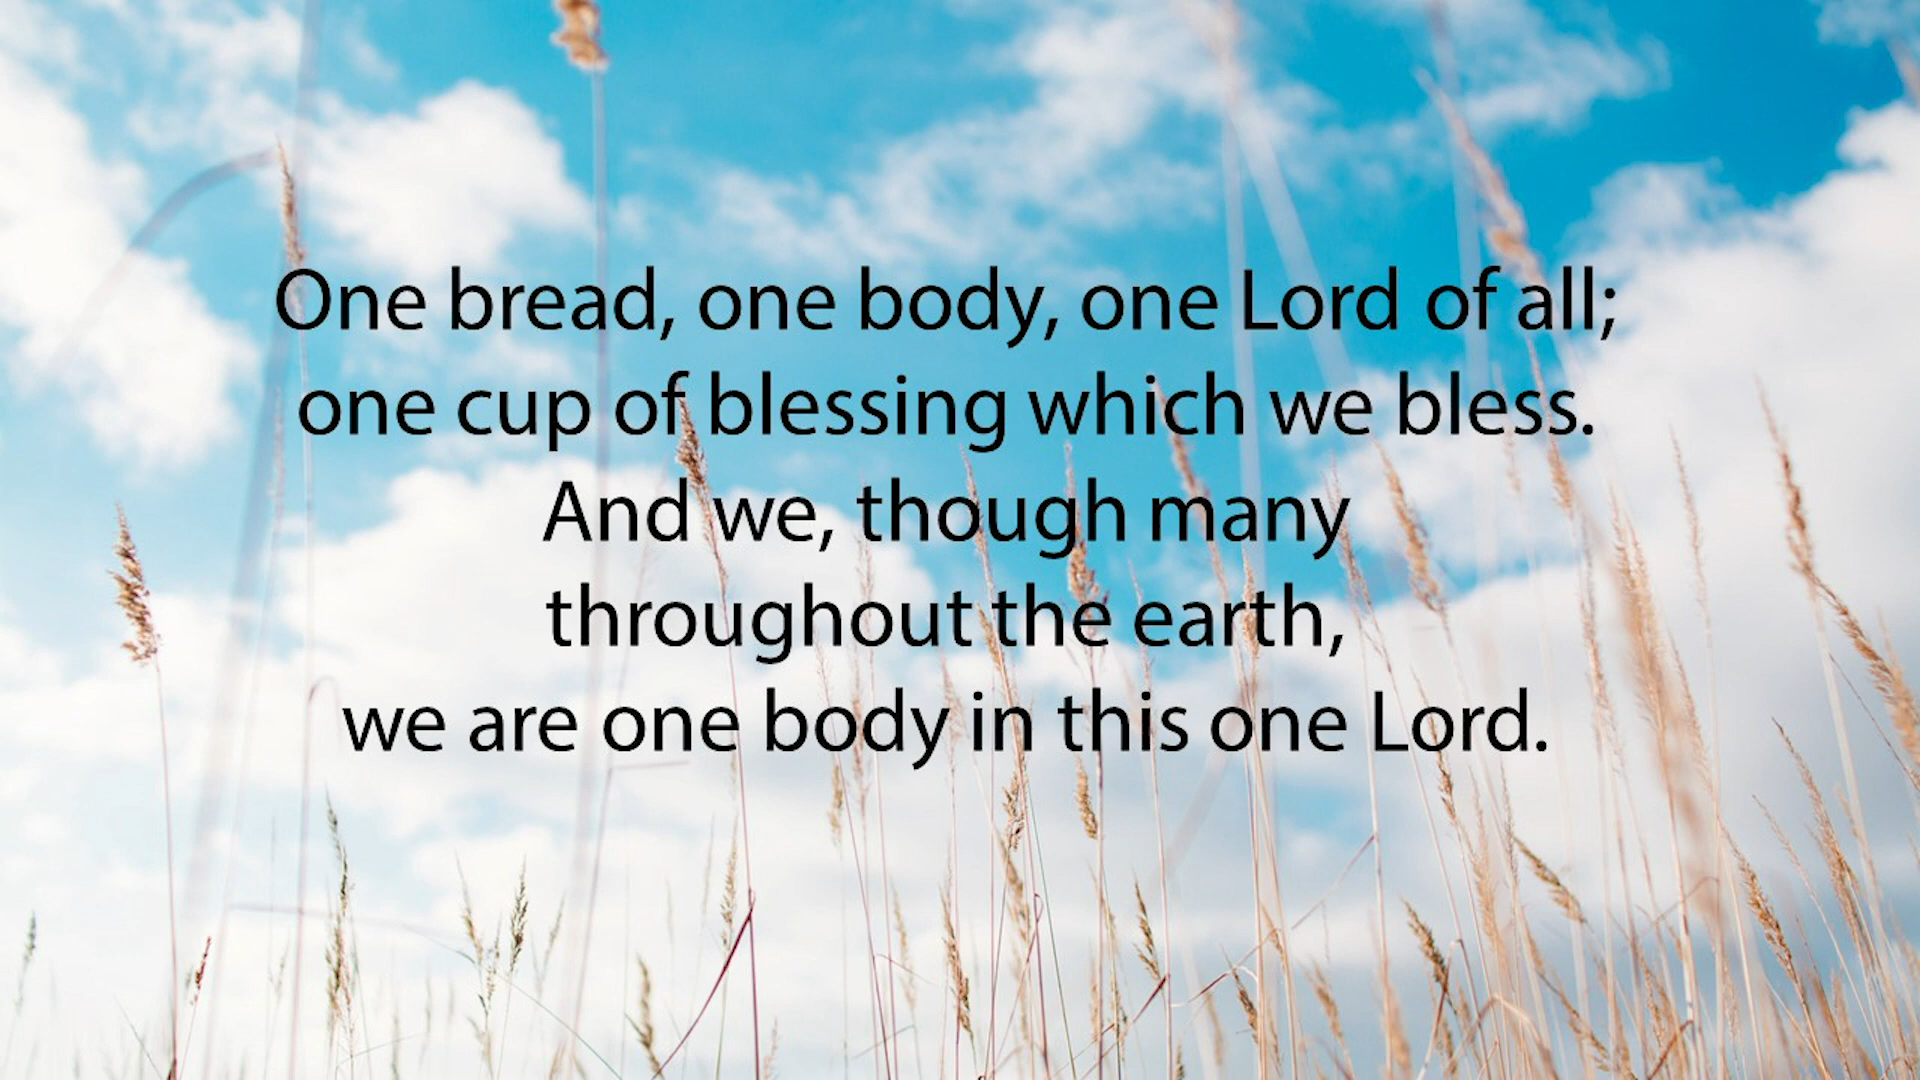 One bread, one body, one Lord of all;
one cup of blessing which we bless.
And we, though many
throughout the earth,
we are one body in this one Lord.